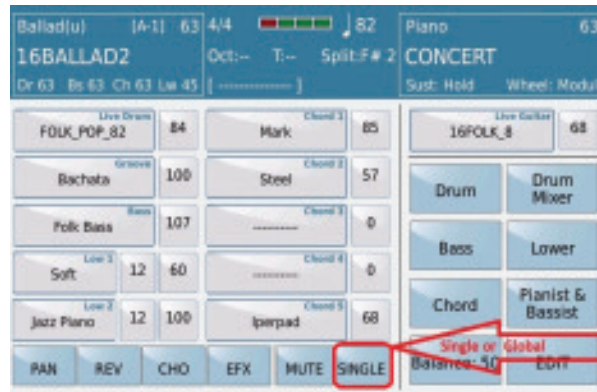 Ballad(u) [A-1] 63 4/4 82 Piano 63
16BALLAD2 Oct:-- T:-- Split:F# 2 CONCERT
Dr 63 Bs 63 Ch 63 Lw 45 [ ------------ ] Sust: Hold Wheel: Modul
Live Drum Chord 1 Live Guitar
FOLK_POP_82 84 Mark 85 16FOLK_8 68
Groove Chord 2
Bachata 100 Steel 57 Drum Drum Mixer
Bass Chord 3
Folk Bass 107 -------- 0 Bass Lower
Low 1 Chord 4
Soft 12 60 -------- 0
Low 2 Chord 5
Jazz Piano 12 100 Iperpad 68 Chord Pianist & Bassist
Single or Global
PAN REV CHO EFX MUTE SINGLE Balance: 50 EDIT